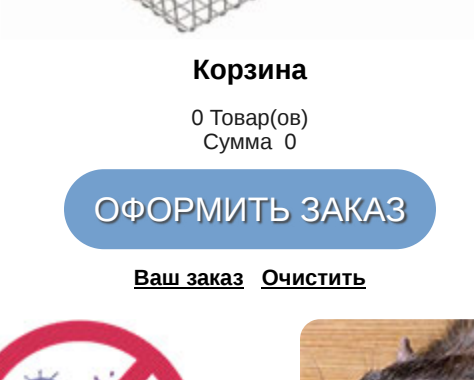 Корзина
0 Товар(ов)
Сумма 0
ОФОРМИТЬ ЗАКАЗ
Ваш заказ Очистить